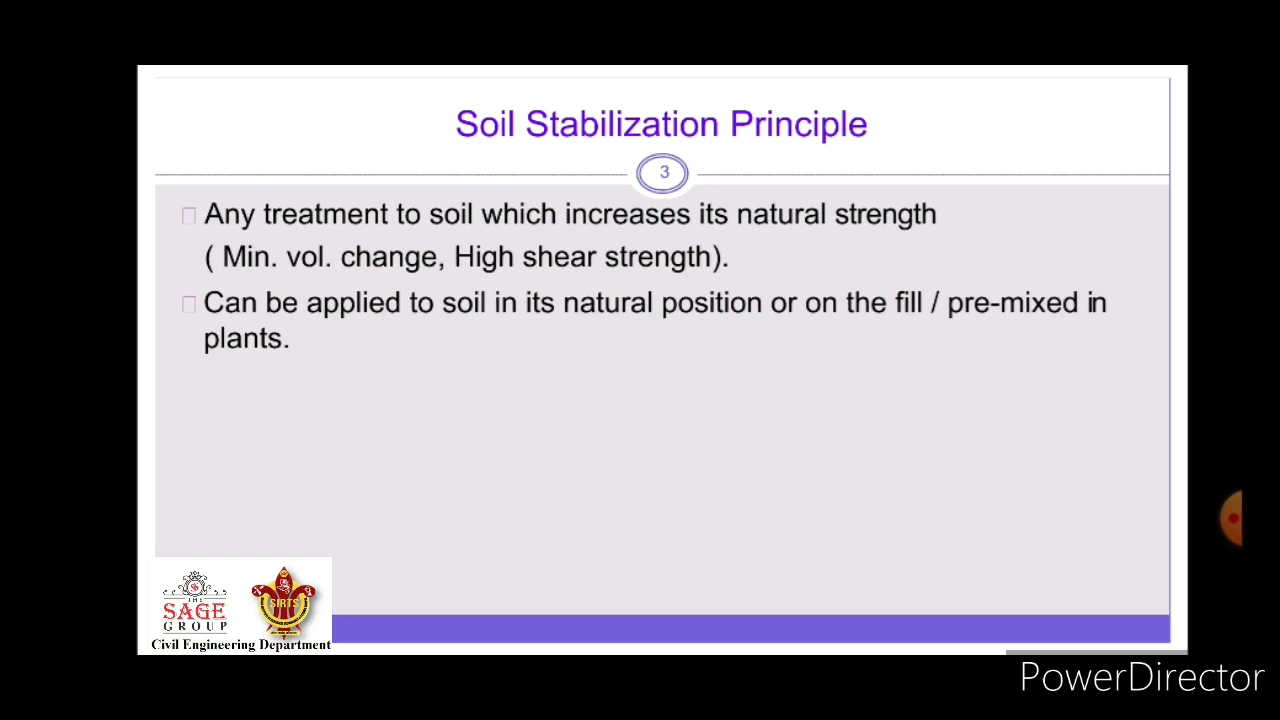 Soil Stabilization Principle
3
Any treatment to soil which increases its natural strength
( Min. vol. change, High shear strength).
Can be applied to soil in its natural position or on the fill / pre-mixed in
plants.
THE
SAGE
GROUP
SIRTS
Civil Engineering Department
PowerDirector